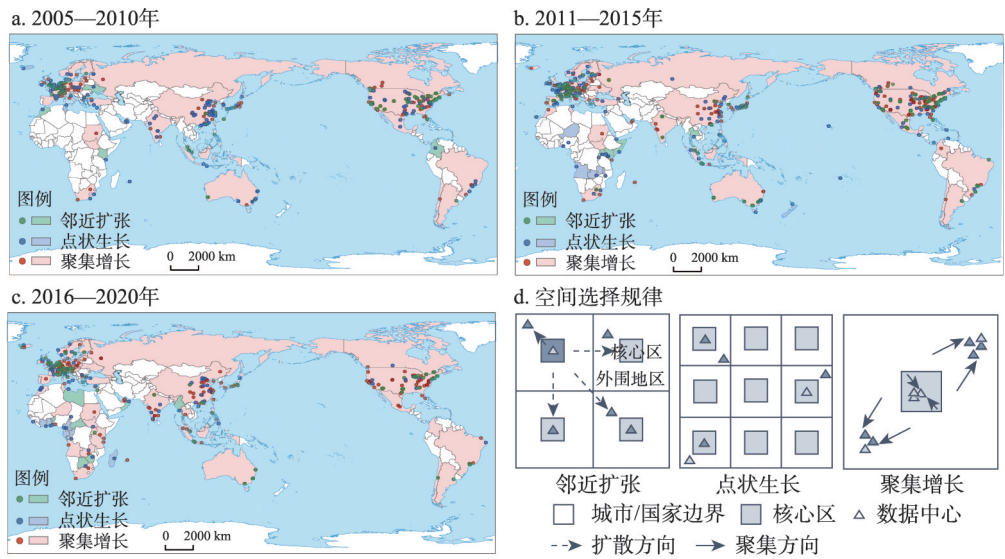 a. 2005—2010年
图例
邻近扩张
点状生长
聚集增长
0 2000 km
b. 2011—2015年
图例
邻近扩张
点状生长
聚集增长
0 2000 km
c. 2016—2020年
图例
邻近扩张
点状生长
聚集增长
0 2000 km
d. 空间选择规律
核心区
外围地区
邻近扩张
点状生长
聚集增长
城市/国家边界
核心区
数据中心
扩散方向
聚集方向